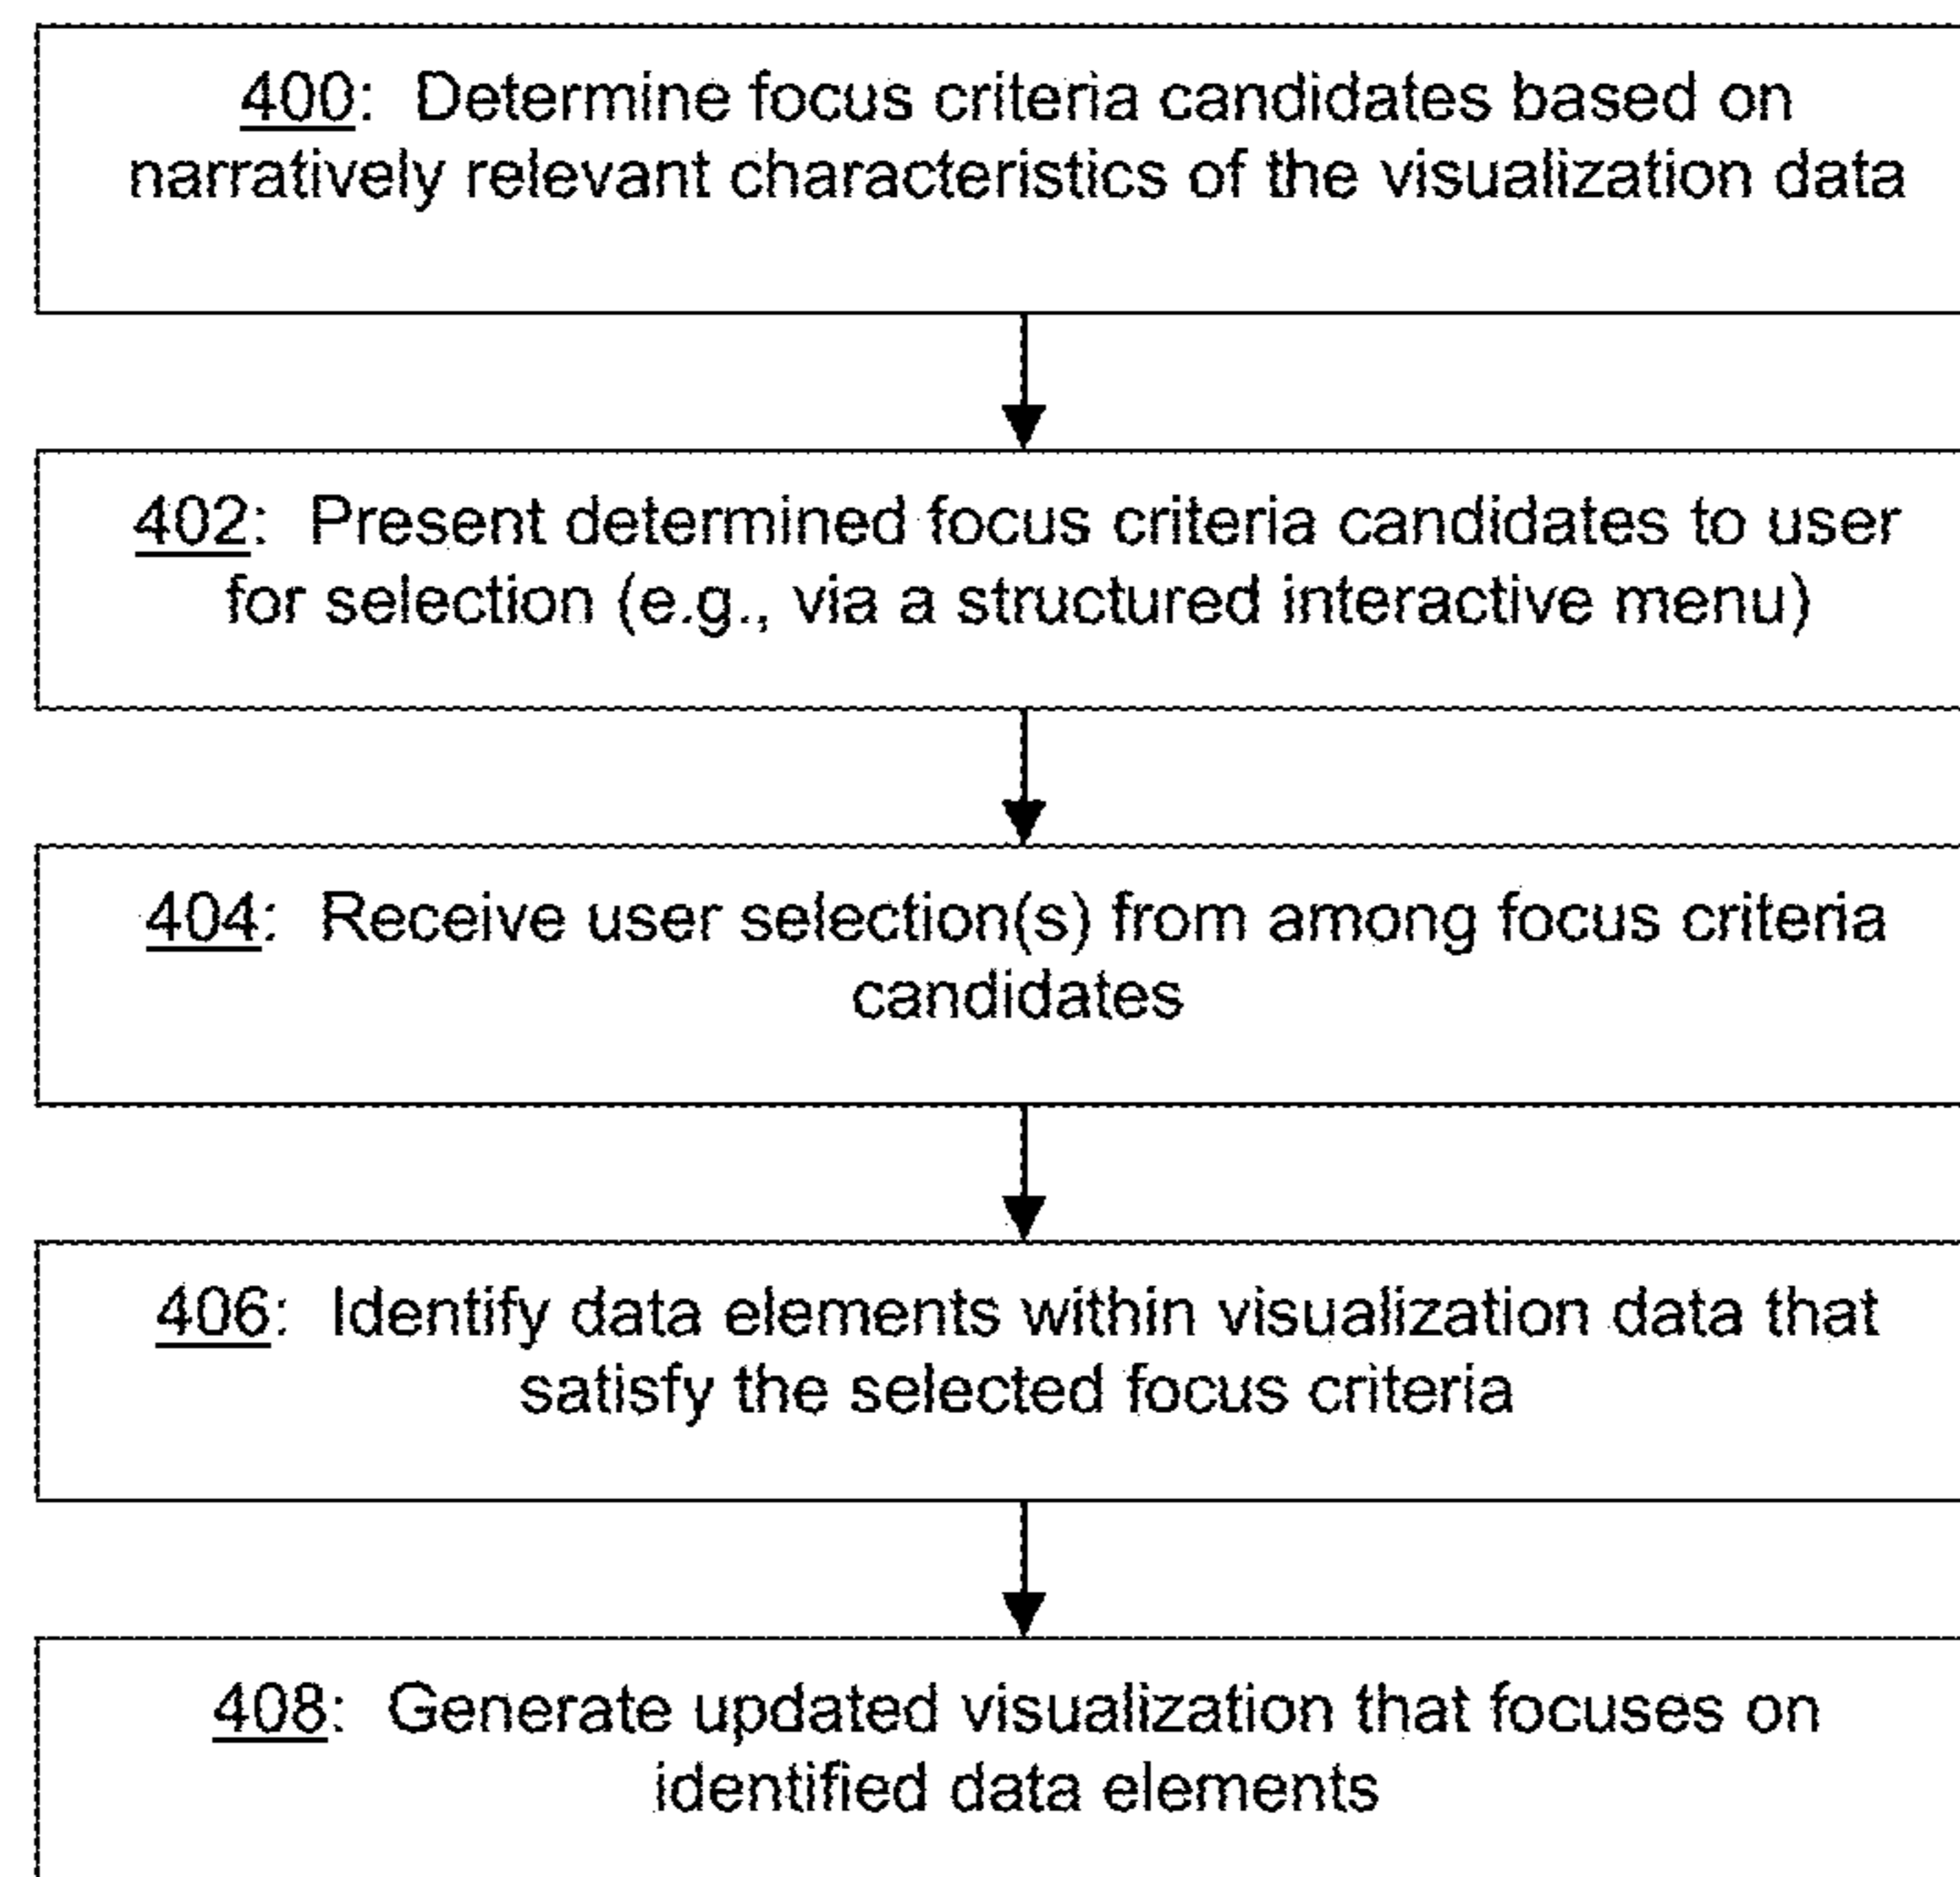 400: Determine focus criteria candidates based on
narratively relevant characteristics of the visualization data
402: Present determined focus criteria candidates to user
for selection (e.g., via a structured interactive menu)
404: Receive user selection(s) from among focus criteria
candidates
406: Identify data elements within visualization data that
satisfy the selected focus criteria
408: Generate updated visualization that focuses on
identified data elements